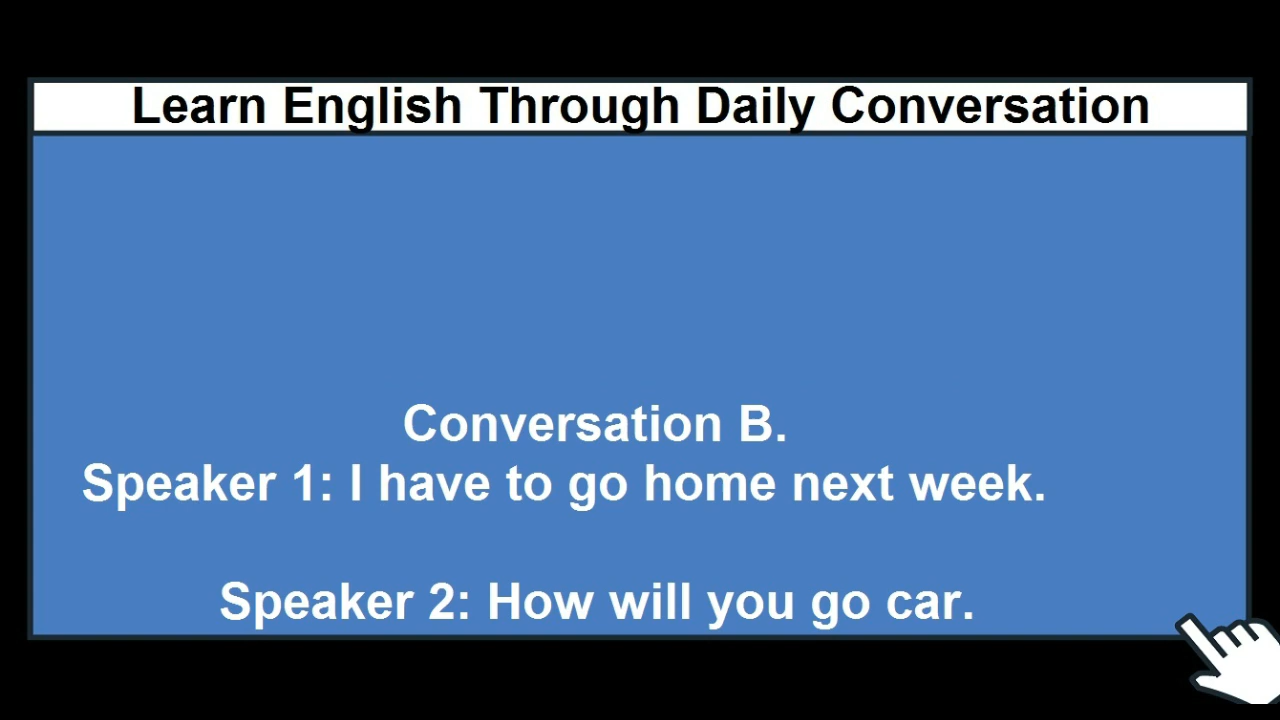 Learn English Through Daily Conversation
Conversation B.
Speaker 1: I have to go home next week.
Speaker 2: How will you go car.